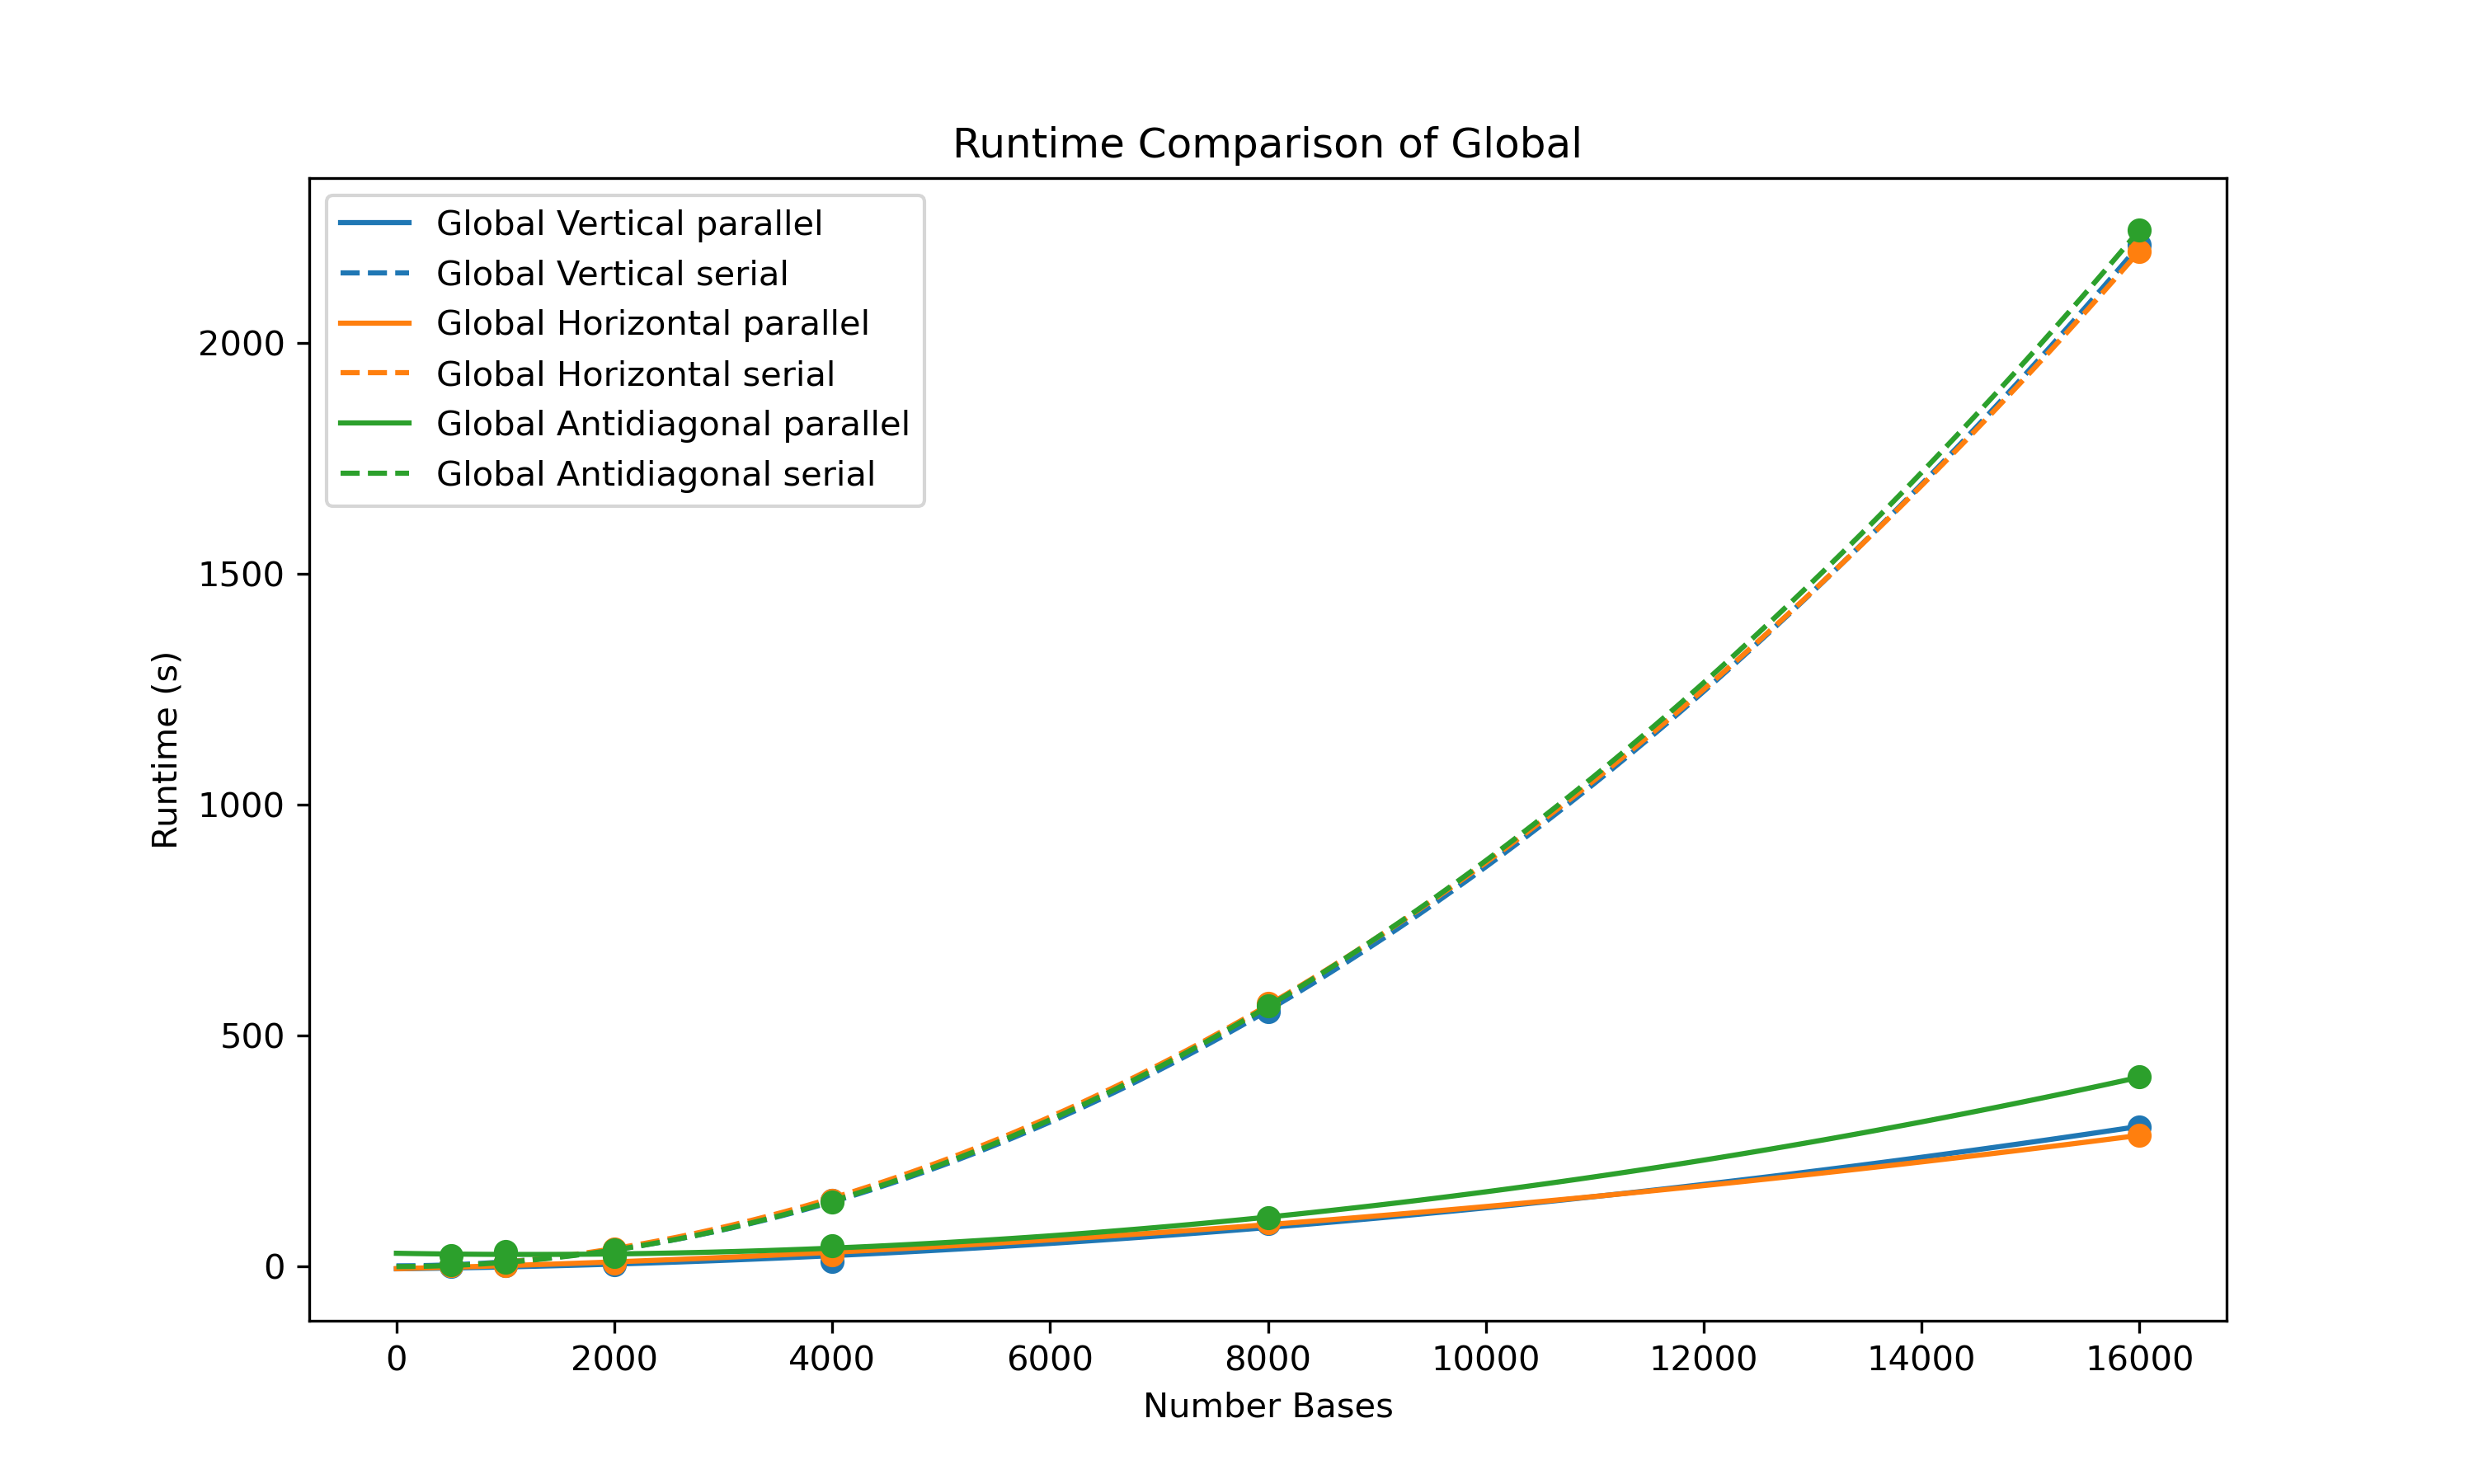 Runtime Comparison of Global
Global Vertical parallel
Global Vertical serial
Global Horizontal parallel
Global Horizontal serial
Global Antidiagonal parallel
Global Antidiagonal serial
Runtime (s)
2000
1500
1000
500
0
0 2000 4000 6000 8000 10000 12000 14000 16000
Number Bases